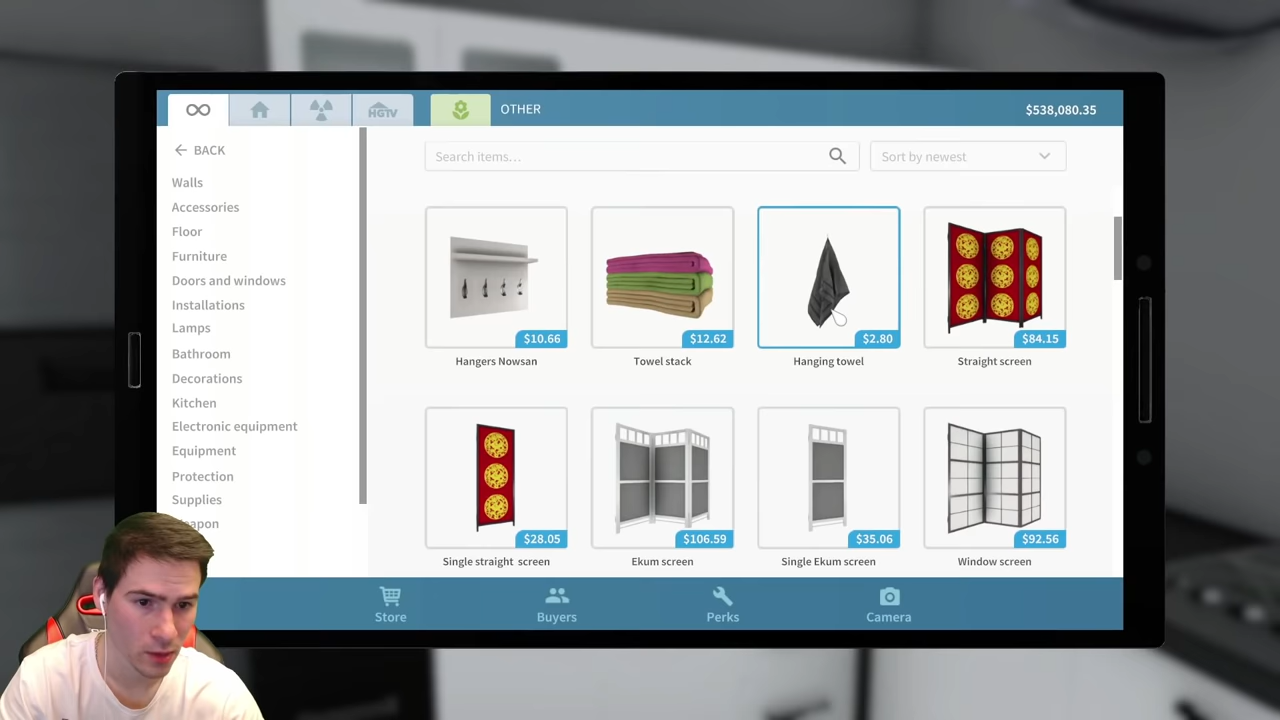 HGTV
OTHER
$538,080.35
BACK
Search items...
Sort by newest
Walls
Accessories
Floor
Furniture
Doors and windows
Installations
Lamps
Bathroom
Decorations
Kitchen
Electronic equipment
Equipment
Protection
Supplies
$10.66
$12.62
$2.80
$84.15
Hangers Nowsan
Towel stack
Hanging towel
Straight screen
$28.05
$106.59
$35.06
$92.56
Single straight screen
Ekum screen
Single Ekum screen
Window screen
Store
Buyers
Perks
Camera